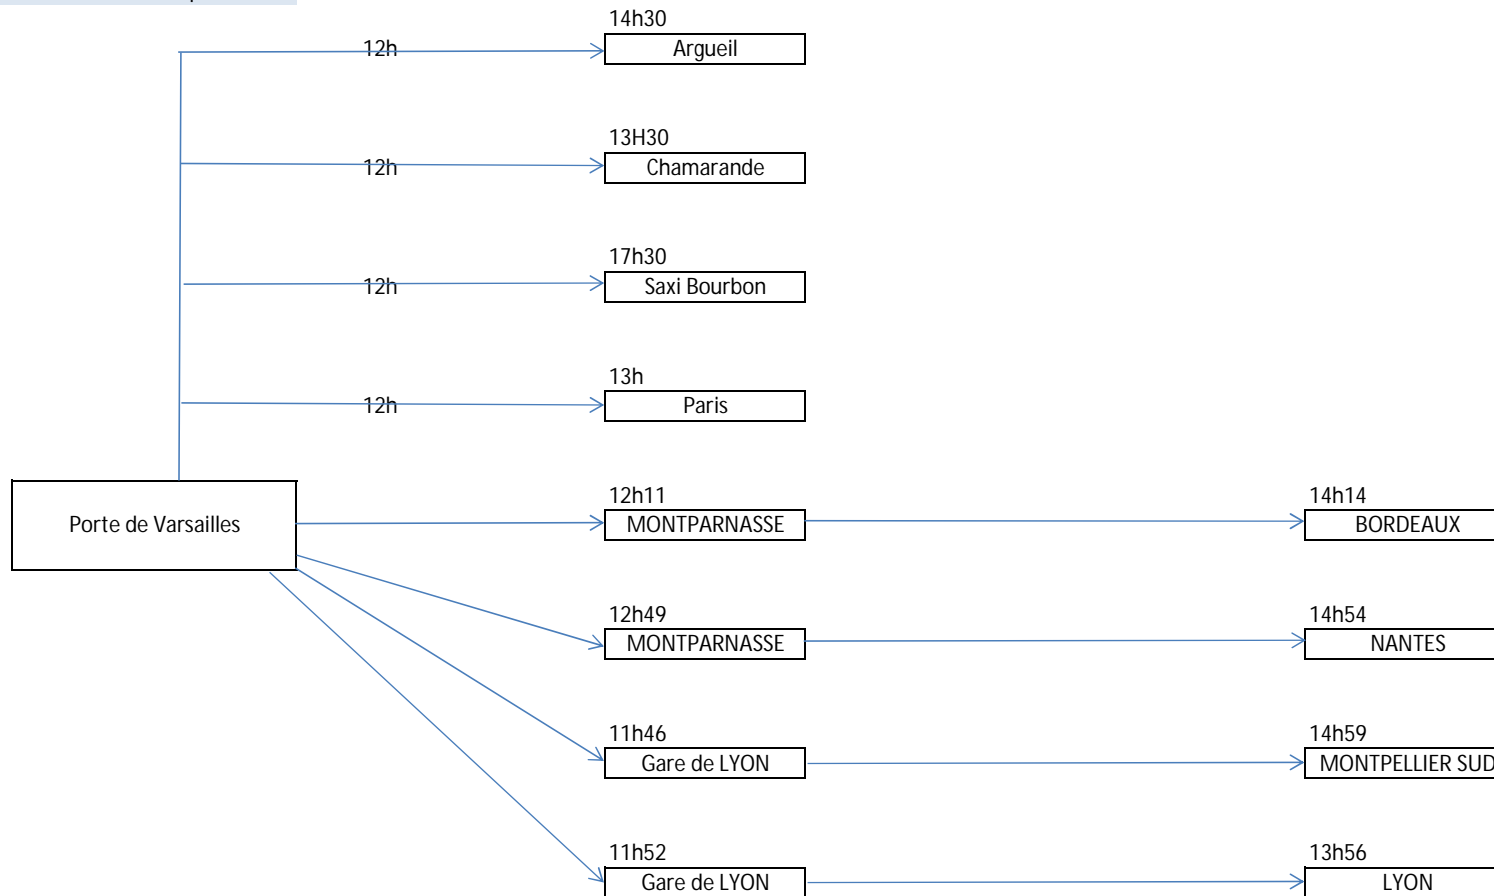 14h30
12h
Argueil
13H30
12h
Chamarande
17h30
12h
Saxi Bourbon
13h
12h
Paris
12h11
14h14
Porte de Varsailles
MONTPARNASSE
BORDEAUX
12h49
14h54
MONTPARNASSE
NANTES
11h46
14h59
Gare de LYON
MONTPELLIER SUD
11h52
13h56
Gare de LYON
LYON